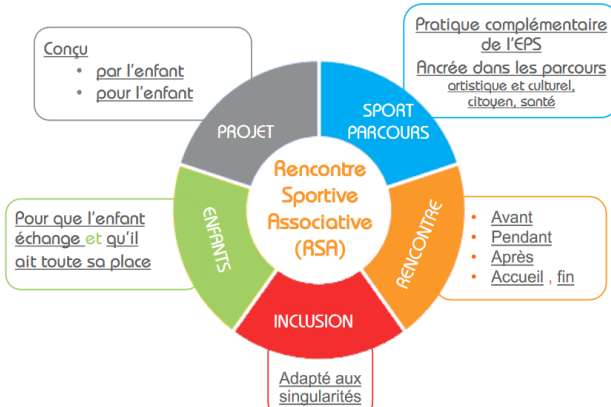 Conçu
• par l'enfant
• pour l'enfant
Pratique complémentaire
de l'EPS
Ancrée dans les parcours
artistique et culturel,
citoyen, santé
PROJET
SPORT
PARCOURS
Rencontre
Sportive
Associative
(RSA)
Pour que l'enfant
échange et qu'il
ait toute sa place
ENFANTS
RENCONTRE
• Avant
• Pendant
• Après
• Accueil , fin
INCLUSION
Adapté aux
singularités